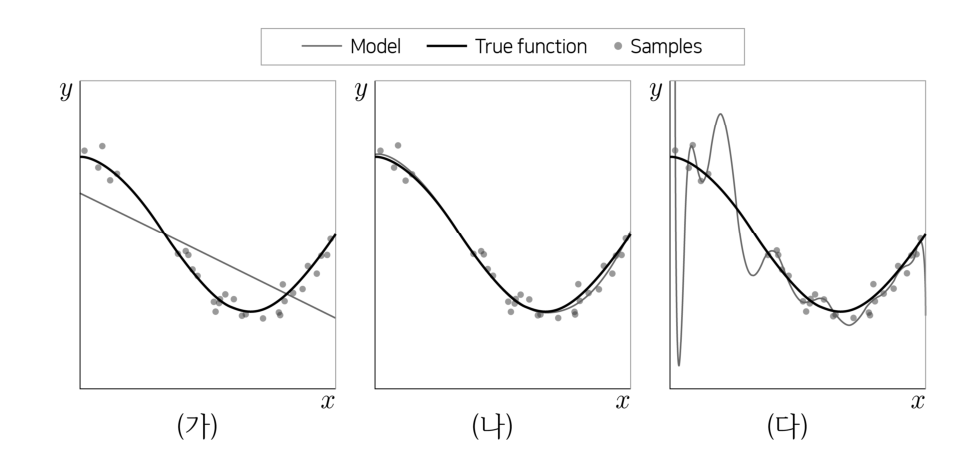 Model True function Samples
y y y
x x x
(가) (나) (다)